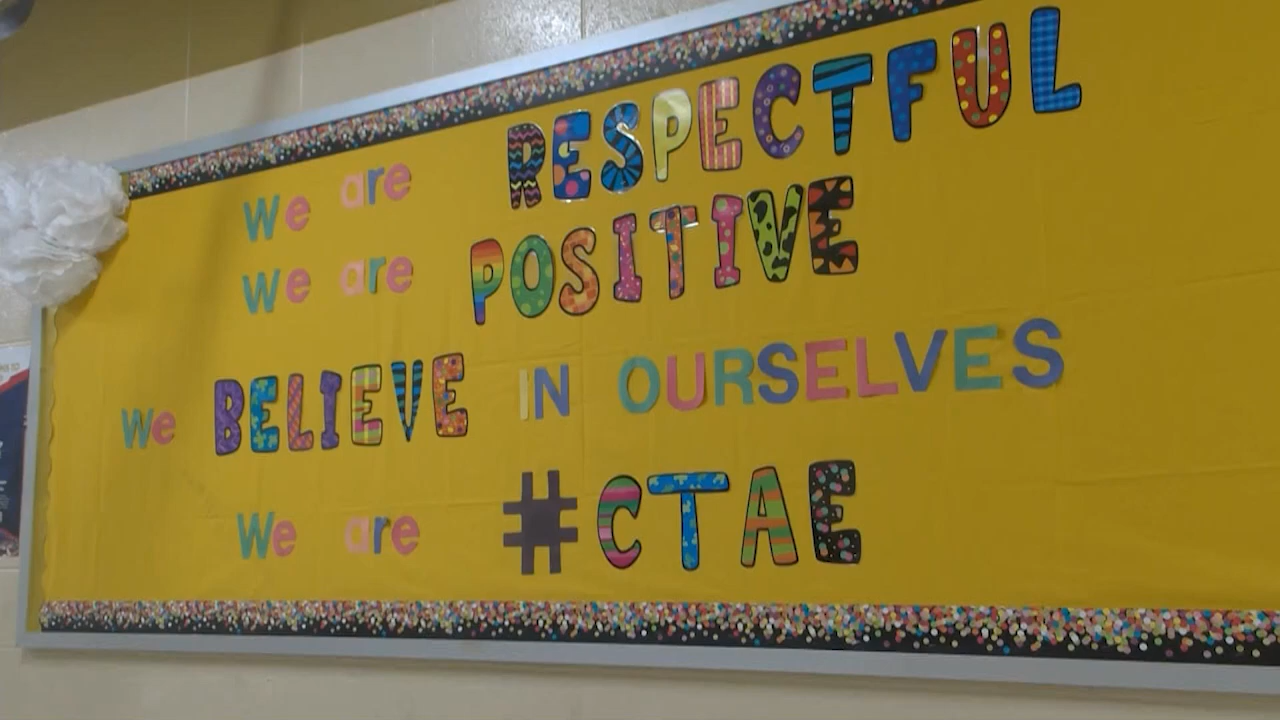 We are RESPECTFUL
We are POSITIVE
We BELIEVE IN OURSELVES
We are #CTAE